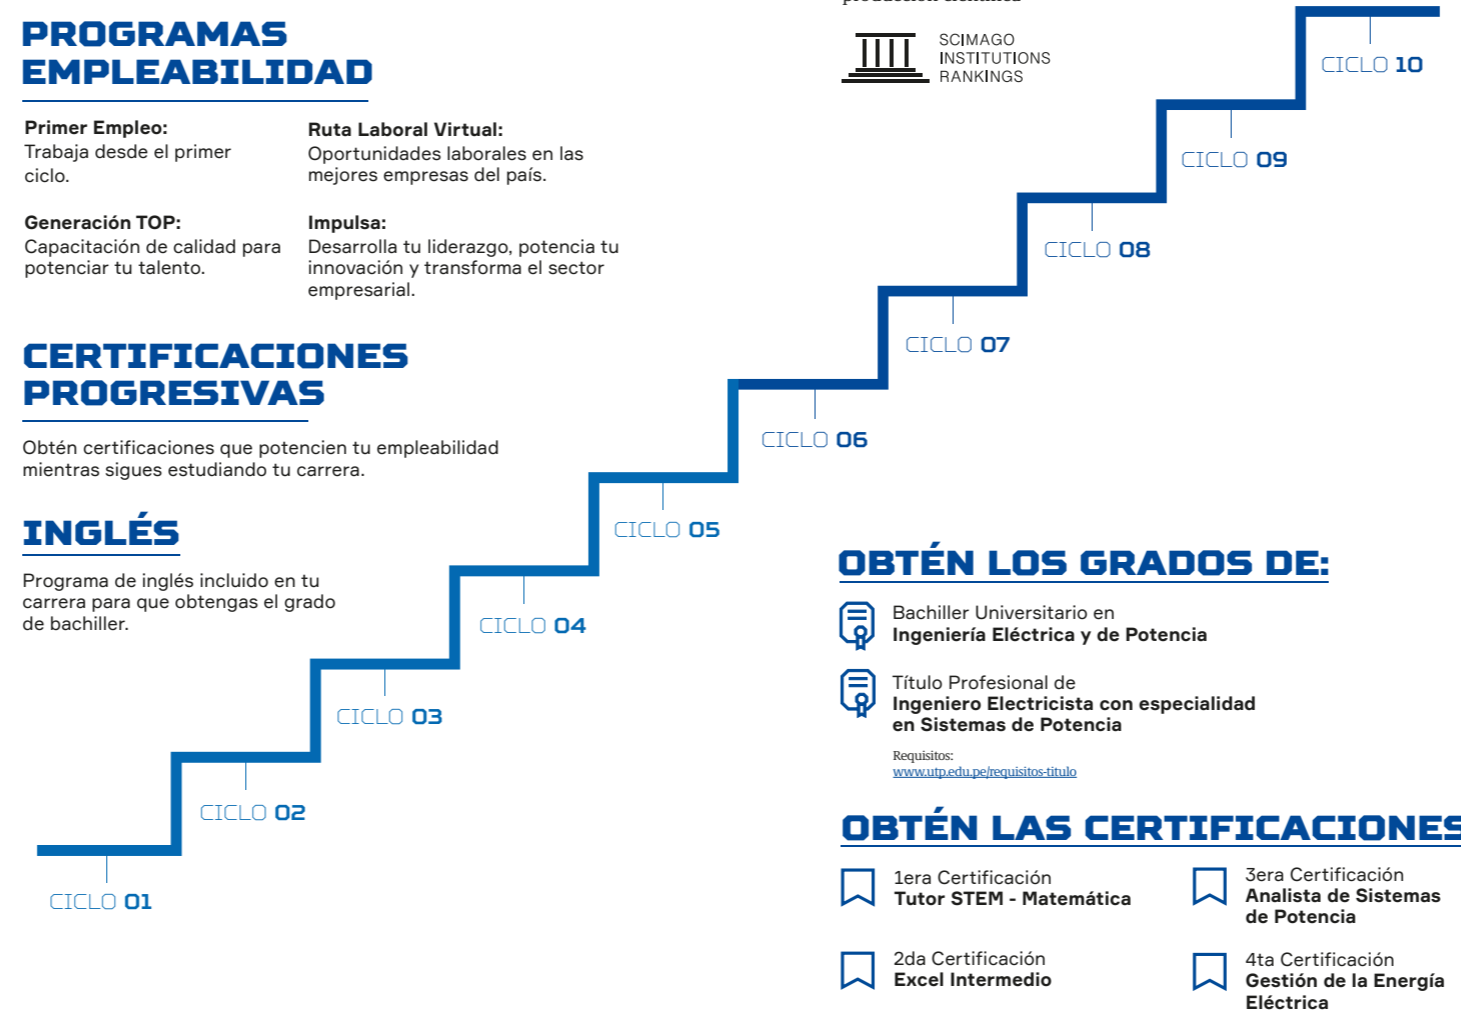 PROGRAMAS
EMPLEABILIDAD
Primer Empleo:
Trabaja desde el primer
ciclo.
Ruta Laboral Virtual:
Oportunidades laborales en las
mejores empresas del país.
Generación TOP:
Capacitación de calidad para
potenciar tu talento.
Impulsa:
Desarrolla tu liderazgo, potencia tu
innovación y transforma el sector
empresarial.
CERTIFICACIONES
PROGRESIVAS
Obtén certificaciones que potencien tu empleabilidad
mientras sigues estudiando tu carrera.
INGLÉS
Programa de inglés incluido en tu
carrera para que obtengas el grado
de bachiller.
CICLO 01
CICLO 02
CICLO 03
CICLO 04
CICLO 05
CICLO 06
CICLO 07
CICLO 08
CICLO 09
CICLO 10
producción científica
SCIMAGO
INSTITUTIONS
RANKINGS
OBTÉN LOS GRADOS DE:
Bachiller Universitario en
Ingeniería Eléctrica y de Potencia
Título Profesional de
Ingeniero Electricista con especialidad
en Sistemas de Potencia
Requisitos:
www.utp.edu.pe/requisitos-titulo
OBTÉN LAS CERTIFICACIONES
1era Certificación
Tutor STEM - Matemática
2da Certificación
Excel Intermedio
3era Certificación
Analista de Sistemas
de Potencia
4ta Certificación
Gestión de la Energía
Eléctrica